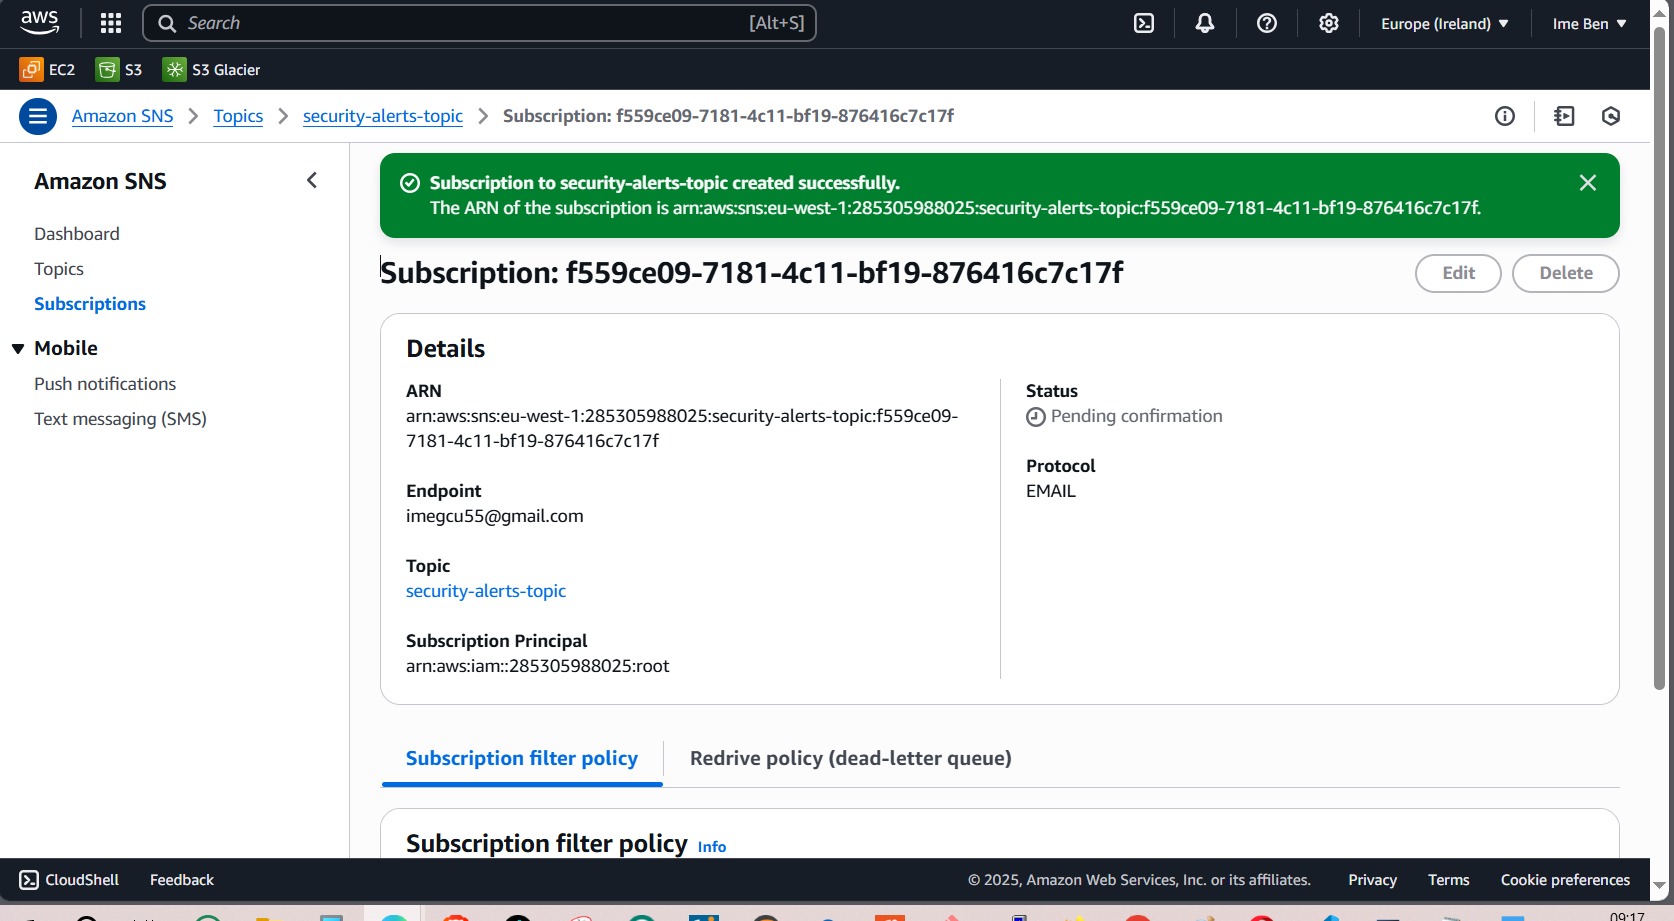 aws
Search
[Alt+S]
Europe (Ireland)
Ime Ben
EC2
S3
S3 Glacier
Amazon SNS
Topics
security-alerts-topic
Subscription: f559ce09-7181-4c11-bf19-876416c7c17f
Amazon SNS
Dashboard
Topics
Subscriptions
Mobile
Push notifications
Text messaging (SMS)
Subscription to security-alerts-topic created successfully.
The ARN of the subscription is arn:aws:sns:eu-west-1:285305988025:security-alerts-topic:f559ce09-7181-4c11-bf19-876416c7c17f.
Subscription: f559ce09-7181-4c11-bf19-876416c7c17f
Edit
Delete
Details
ARN
arn:aws:sns:eu-west-1:285305988025:security-alerts-topic:f559ce09-
7181-4c11-bf19-876416c7c17f
Endpoint
imegcu55@gmail.com
Topic
security-alerts-topic
Subscription Principal
arn:aws:iam::285305988025:root
Status
Pending confirmation
Protocol
EMAIL
Subscription filter policy
Redrive policy (dead-letter queue)
Subscription filter policy Info
CloudShell
Feedback
© 2025, Amazon Web Services, Inc. or its affiliates.
Privacy
Terms
Cookie preferences
09:17